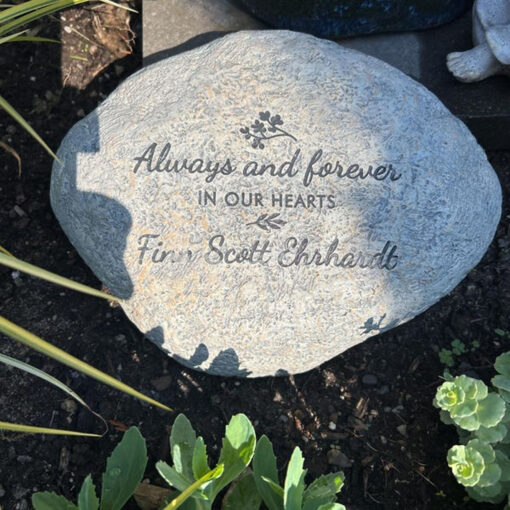 Always and forever
IN OUR HEARTS
Finn Scott Ehrhardt